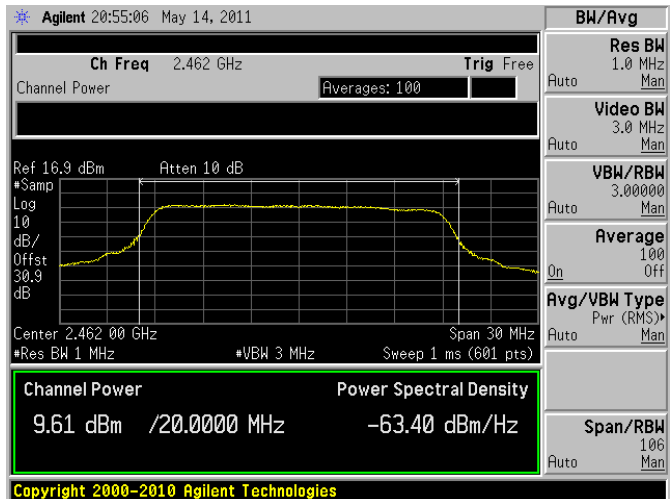 Agilent 20:55:06 May 14, 2011
BW/Avg
Ch Freq 2.462 GHz Trig Free
Channel Power Averages: 100
Res BW
1.0 MHz
Auto Man
Video BW
3.0 MHz
Auto Man
VBW/RBW
3.00000
Auto Man
Average
100
On Off
Avg/VBW Type
Pwr (RMS)▸
Auto Man
Span/RBW
106
Auto Man
Ref 16.9 dBm Atten 10 dB
#Samp
Log
10
dB/
Offst
30.9
dB
Center 2.462 00 GHz Span 30 MHz
#Res BW 1 MHz #VBW 3 MHz Sweep 1 ms (601 pts)
Channel Power Power Spectral Density
9.61 dBm /20.0000 MHz -63.40 dBm/Hz
Copyright 2000-2010 Agilent Technologies